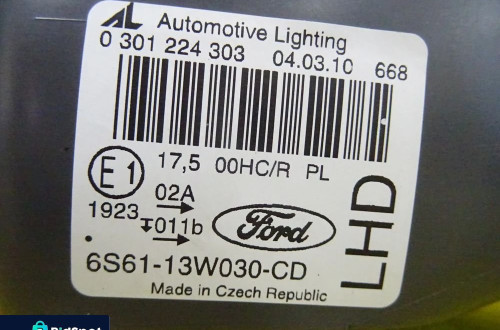 AL Automotive Lighting
0 301 224 303 04.03.10 668
17,5 00HC/R PL
E1
02A
1923
011b
Ford
LHD
6S61-13W030-CD
Made in Czech Republic